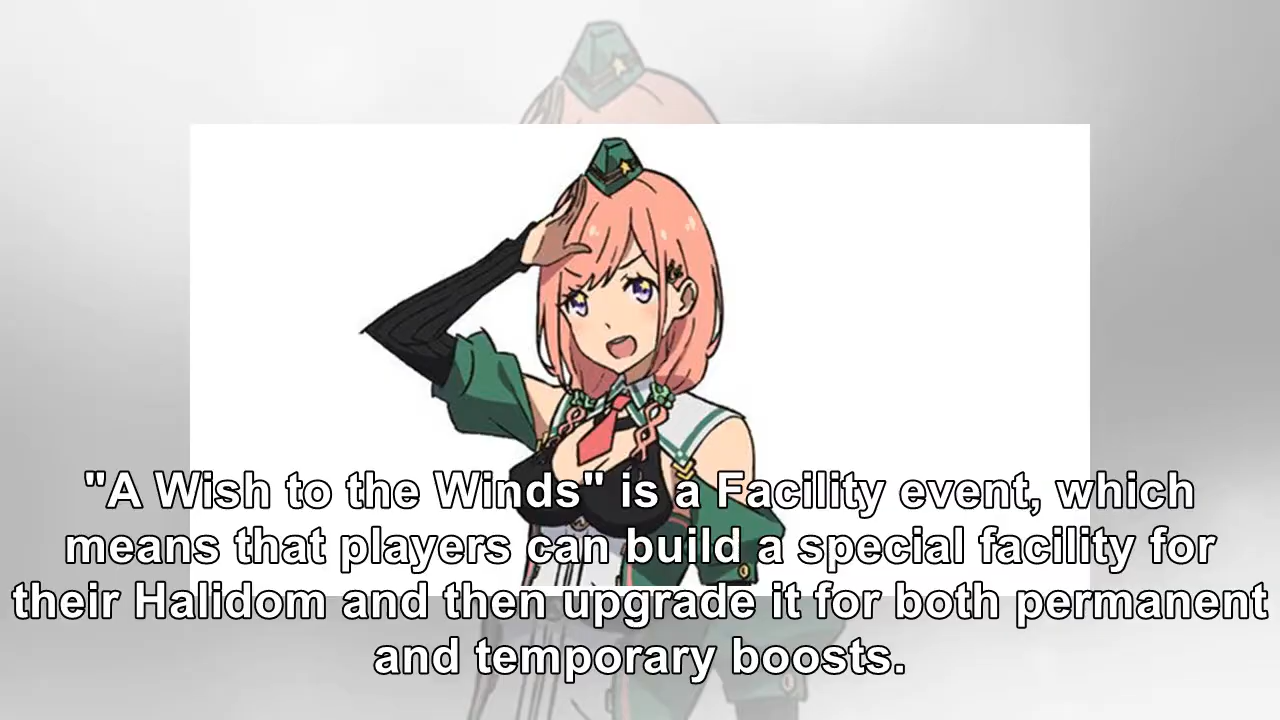 "A Wish to the Winds" is a Facility event, which
means that players can build a special facility for
their Halidom and then upgrade it for both permanent
and temporary boosts.